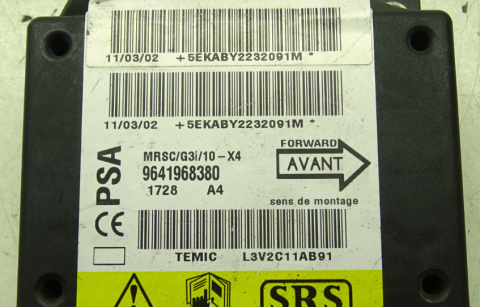 11/03/02 +5EKABY2232091M *
11/03/02 +5EKABY2232091M *
PSA
MRSC/G3i/10-X4
9641968380
1728 A4
FORWARD
AVANT
sens de montage
CE
TEMIC L3V2C11AB91
SRS